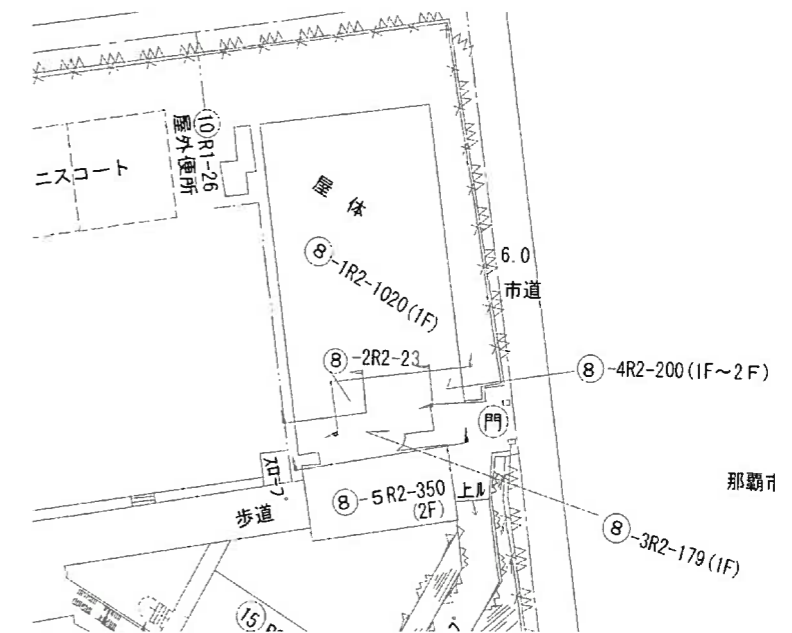 ⑩R1-26
屋外便所
ニスコート
屋体
⑧-1R2-1020(1F)
6.0
市道
⑧-2R2-23
⑧-4R2-200(1F～2F)
門
那覇市
スロープ
⑧-5R2-350
(2F)
上ル
歩道
⑧-3R2-179(1F)
⑮